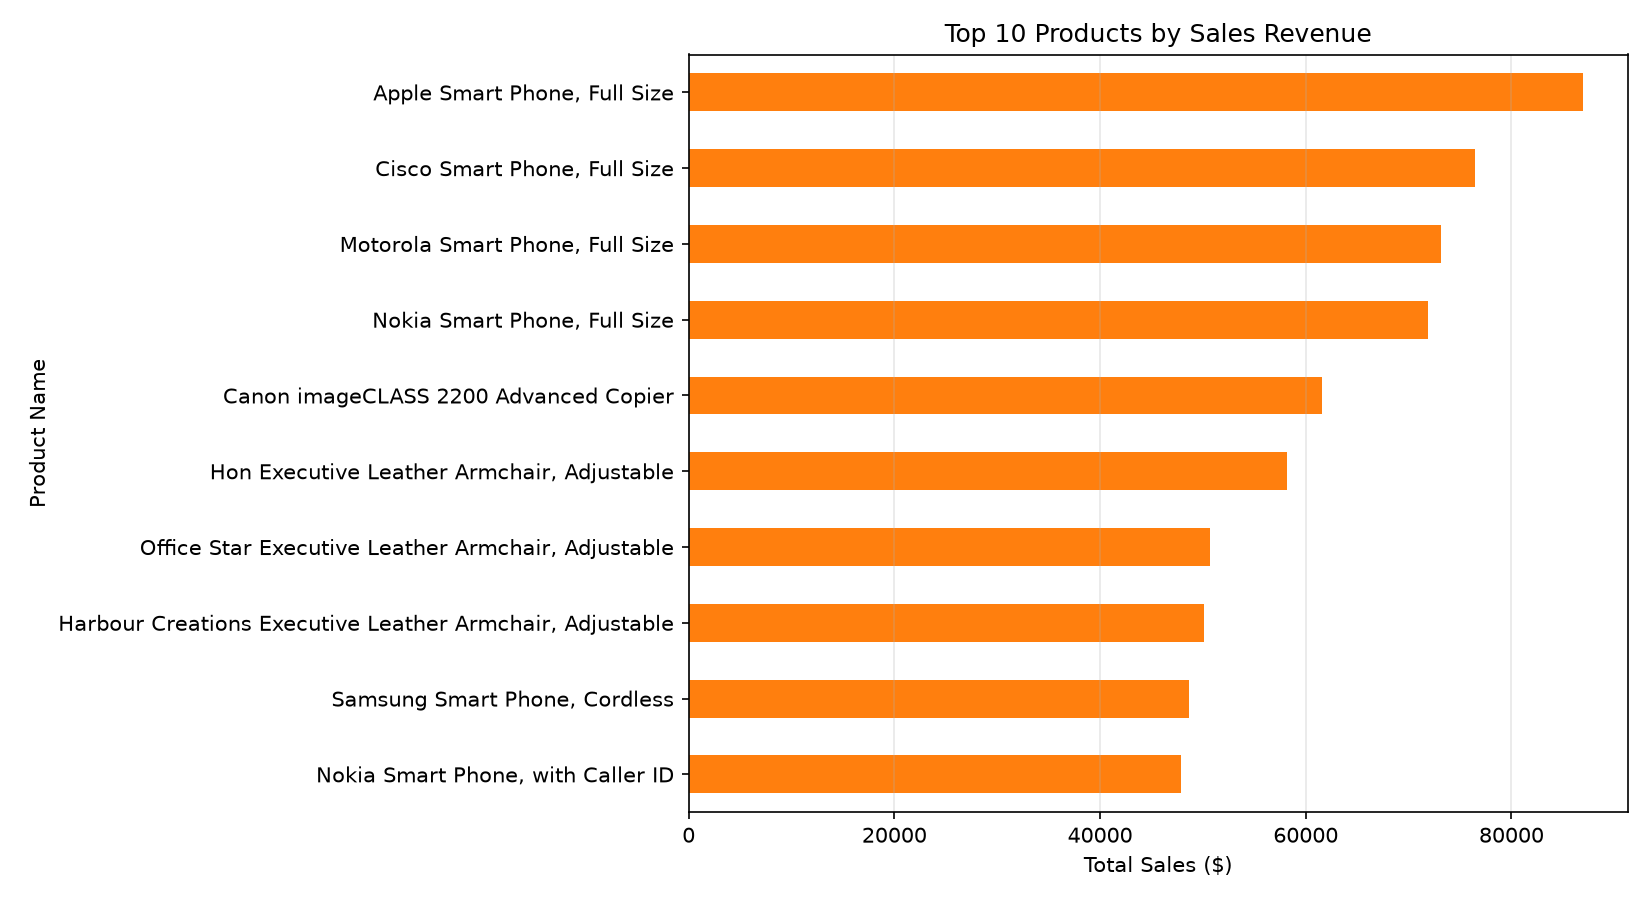 Top 10 Products by Sales Revenue
Product Name
Apple Smart Phone, Full Size
Cisco Smart Phone, Full Size
Motorola Smart Phone, Full Size
Nokia Smart Phone, Full Size
Canon imageCLASS 2200 Advanced Copier
Hon Executive Leather Armchair, Adjustable
Office Star Executive Leather Armchair, Adjustable
Harbour Creations Executive Leather Armchair, Adjustable
Samsung Smart Phone, Cordless
Nokia Smart Phone, with Caller ID
0 20000 40000 60000 80000
Total Sales ($)